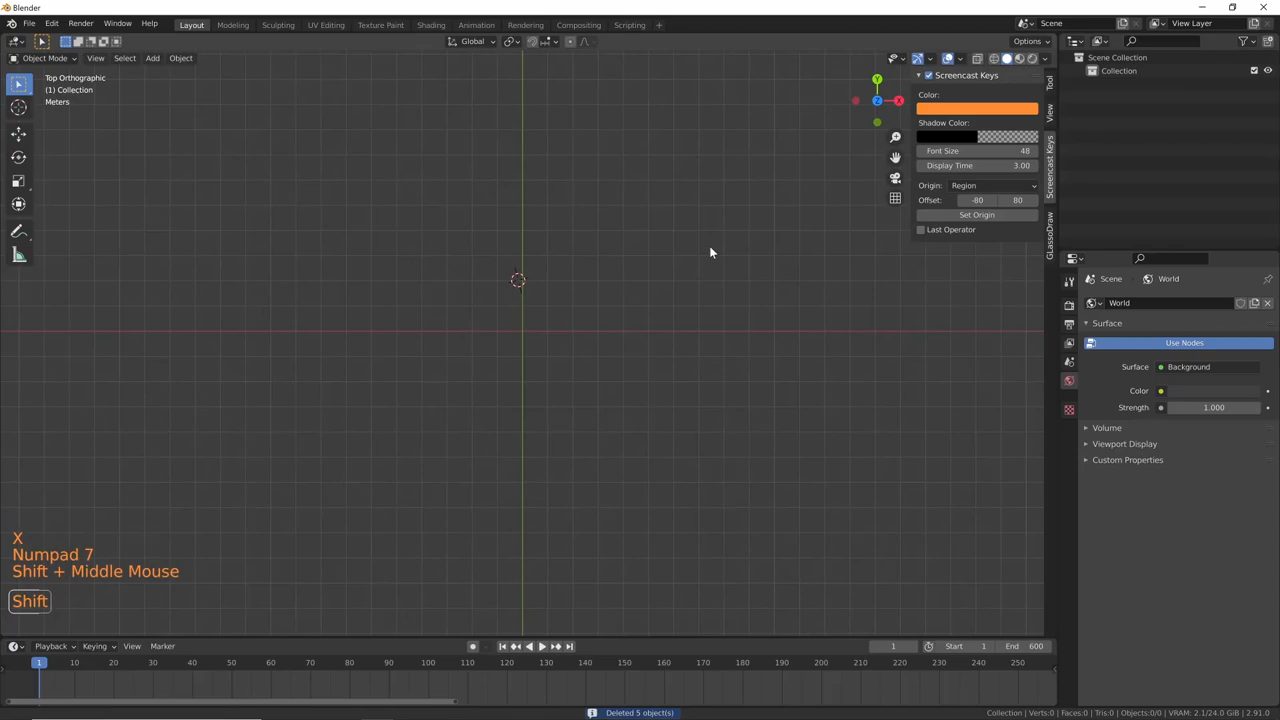 Blender
File Edit Render Window Help Layout Modeling Sculpting UV Editing Texture Paint Shading Animation Rendering Compositing Scripting + Scene View Layer
Global Options
Object Mode View Select Add Object
Top Orthographic
(1) Collection
Meters
Y
Z X
Screencast Keys
Color:
Shadow Color:
Font Size 48
Display Time 3.00
Origin: Region
Offset: -80 80
Set Origin
Last Operator
Tool
View
Screencast Keys
GLassoDraw
Scene Collection
Collection
Scene World
World
Surface
Use Nodes
Surface Background
Color
Strength 1.000
Volume
Viewport Display
Custom Properties
X
Numpad 7
Shift + Middle Mouse
Shift
Playback Keying View Marker 1 Start 1 End 600
1 10 20 30 40 50 60 70 80 90 100 110 120 130 140 150 160 170 180 190 200 210 220 230 240 250
Deleted 5 object(s)
Collection | Verts:0 | Faces:0 | Tris:0 | Objects:0/0 | VRAM: 2.1/24.0 GiB | 2.91.0